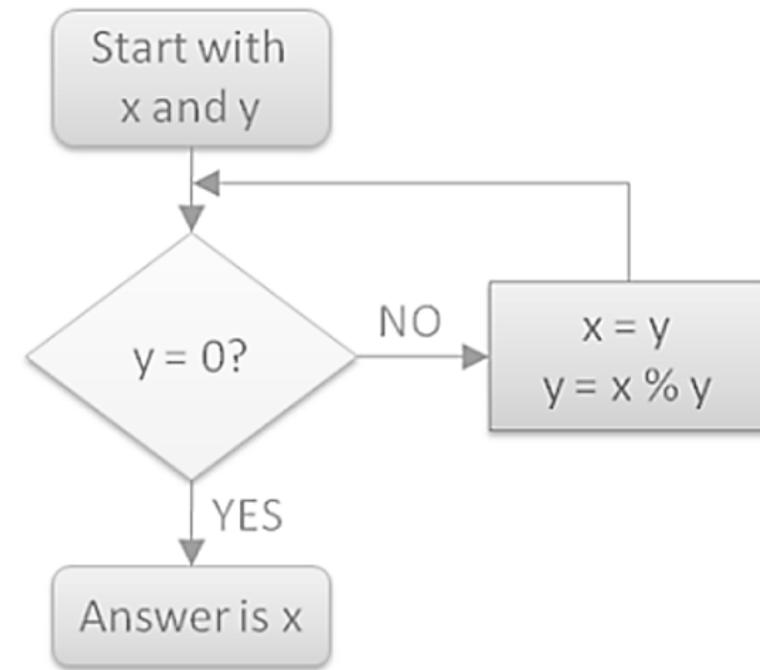 Start with
x and y
y = 0?
NO
x = y
y = x % y
YES
Answer is x